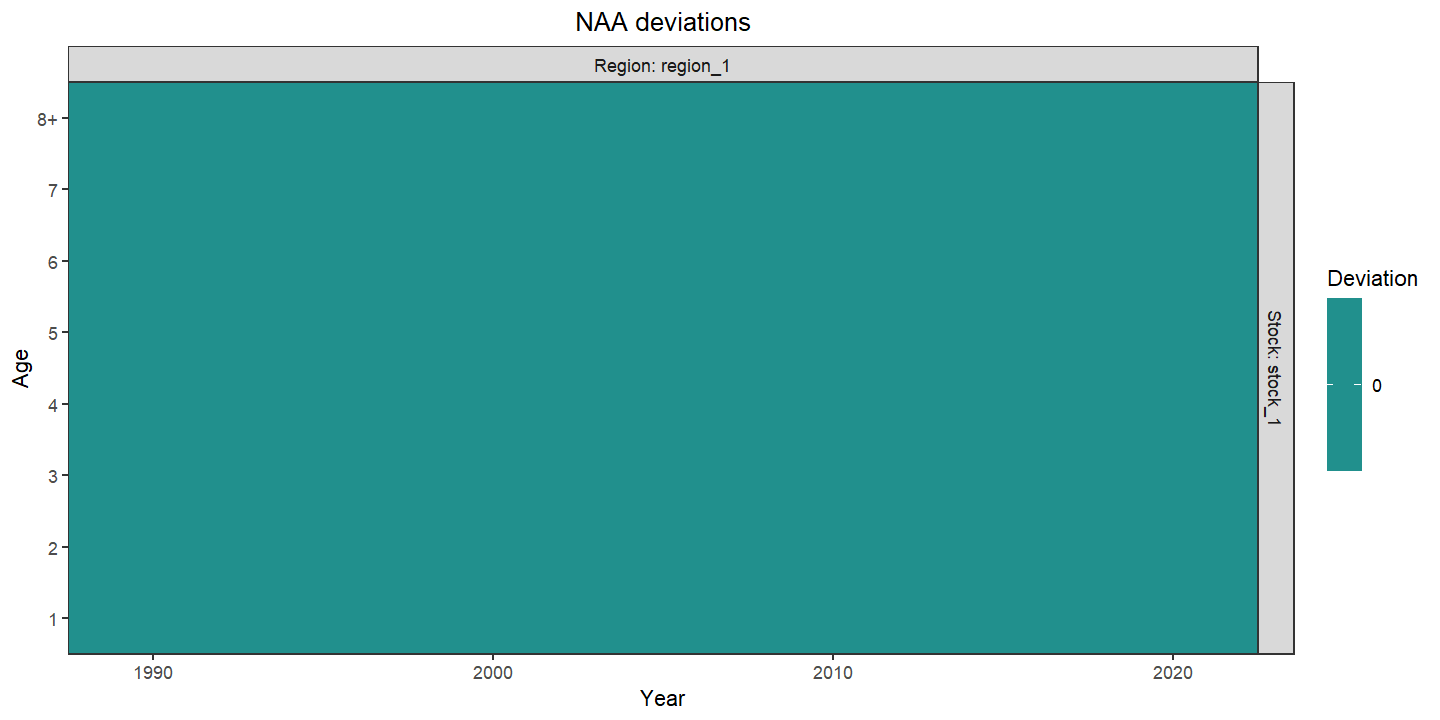 NAA deviations
Region: region_1
8+
7
6
5
4
3
2
1
Age
Stock: stock_1
1990
2000
2010
2020
Year
Deviation
0